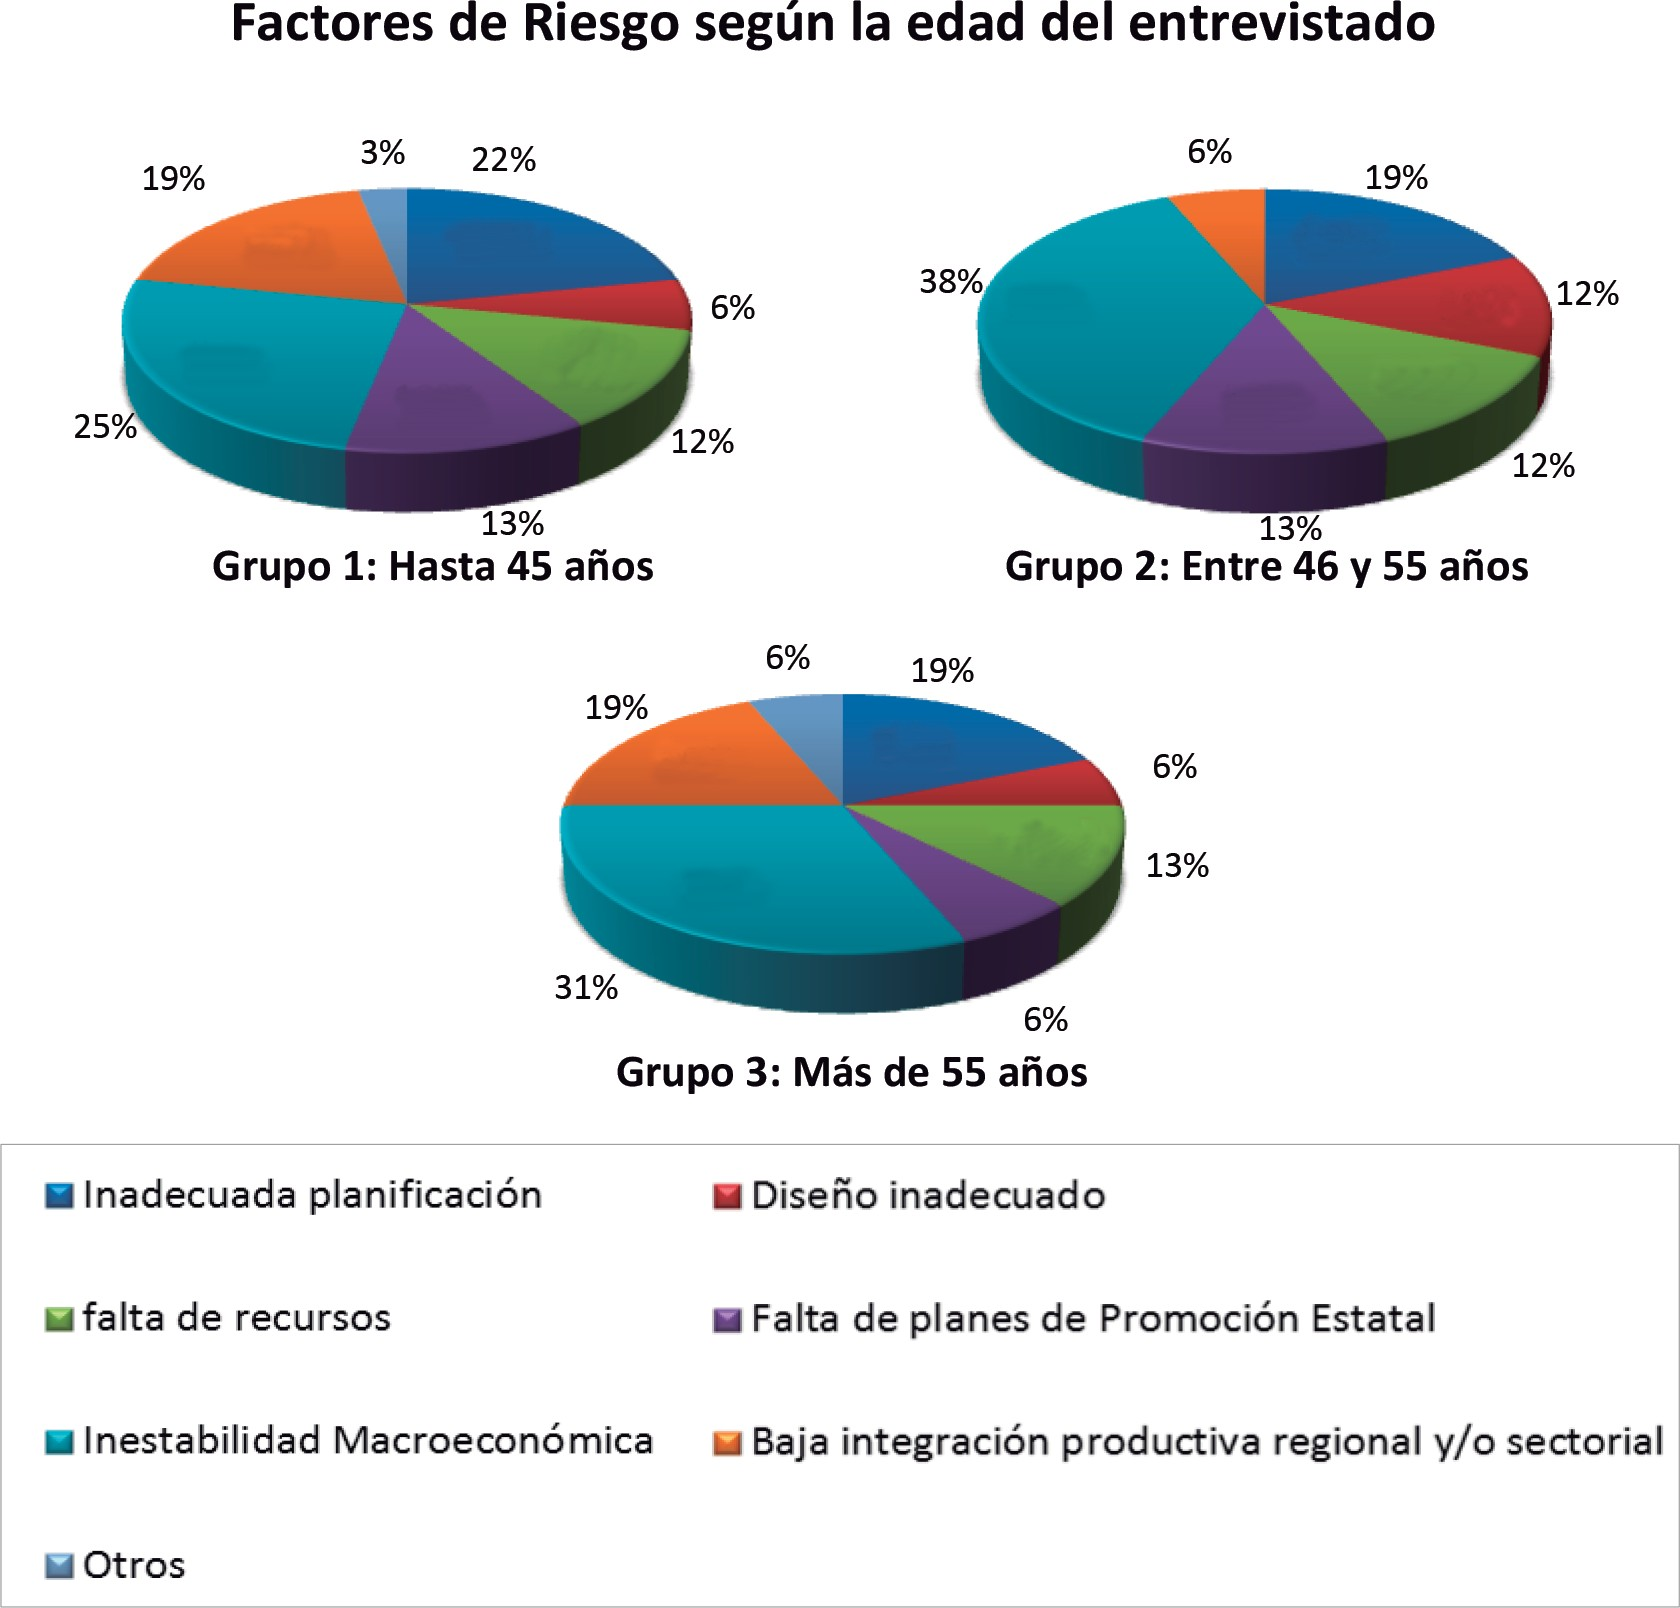 Factores de Riesgo según la edad del entrevistado
3% 22%
19%
6%
25%
12%
13%
Grupo 1: Hasta 45 años
6% 19%
38%
12%
12%
13%
Grupo 2: Entre 46 y 55 años
6% 19%
19%
6%
13%
31%
6%
Grupo 3: Más de 55 años
Inadecuada planificación
Diseño inadecuado
falta de recursos
Falta de planes de Promoción Estatal
Inestabilidad Macroeconómica
Baja integración productiva regional y/o sectorial
Otros